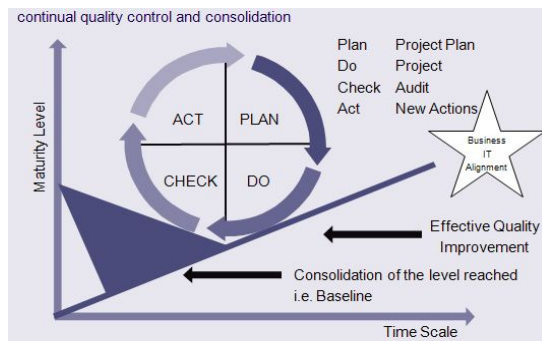 continual quality control and consolidation
Plan Project Plan
Do Project
Check Audit
Act New Actions
Maturity Level
ACT PLAN
CHECK DO
Business
IT
Alignment
Effective Quality
Improvement
Consolidation of the level reached
i.e. Baseline
Time Scale